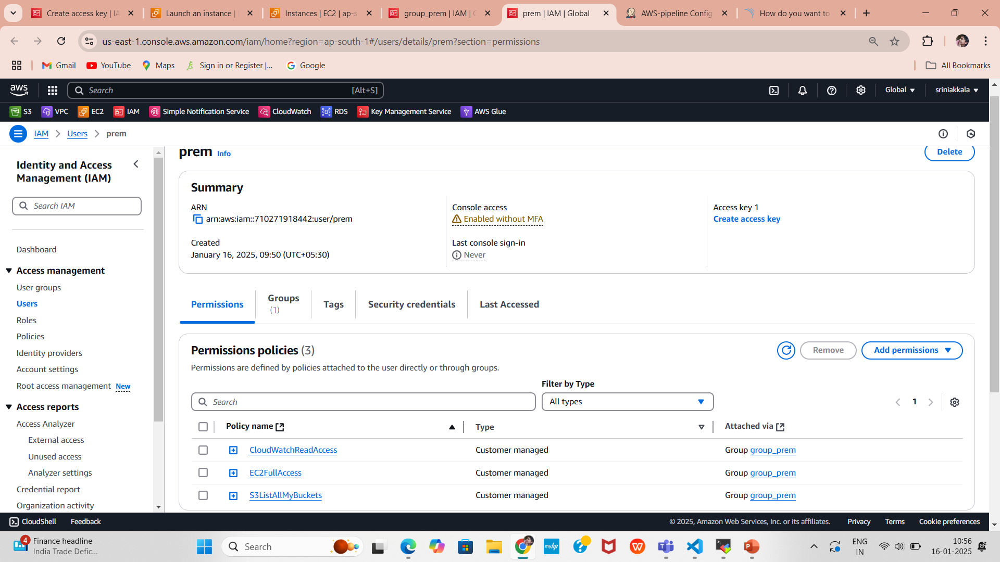 Create access key | IA
Launch an instance |
Instances | EC2 | ap-s
group_prem | IAM | G
prem | IAM | Global
AWS-pipeline Config
How do you want to
us-east-1.console.aws.amazon.com/iam/home?region=ap-south-1#/users/details/prem?section=permissions
Gmail
YouTube
Maps
Sign in or Register |...
Google
All Bookmarks
aws
Search
[Alt+S]
Global
sriniakkala
S3
VPC
EC2
IAM
Simple Notification Service
CloudWatch
RDS
Key Management Service
AWS Glue
IAM
Users
prem
Identity and Access
Management (IAM)
Search IAM
Dashboard
Access management
User groups
Users
Roles
Policies
Identity providers
Account settings
Root access management New
Access reports
Access Analyzer
External access
Unused access
Analyzer settings
Credential report
Organization activity
prem Info
Delete
Summary
ARN
arn:aws:iam::710271918442:user/prem
Console access
Enabled without MFA
Access key 1
Create access key
Created
January 16, 2025, 09:50 (UTC+05:30)
Last console sign-in
Never
Permissions
Groups
(1)
Tags
Security credentials
Last Accessed
Permissions policies (3)
Remove
Add permissions
Permissions are defined by policies attached to the user directly or through groups.
Filter by Type
Search
All types
1
Policy name
Type
Attached via
CloudWatchReadAccess
Customer managed
Group group_prem
EC2FullAccess
Customer managed
Group group_prem
S3ListAllMyBuckets
Customer managed
Group group_prem
CloudShell
Feedback
© 2025, Amazon Web Services, Inc. or its affiliates.
Privacy
Terms
Cookie preferences
4
Finance headline
India Trade Defic...
Search
myhp
ENG
IN
10:56
16-01-2025